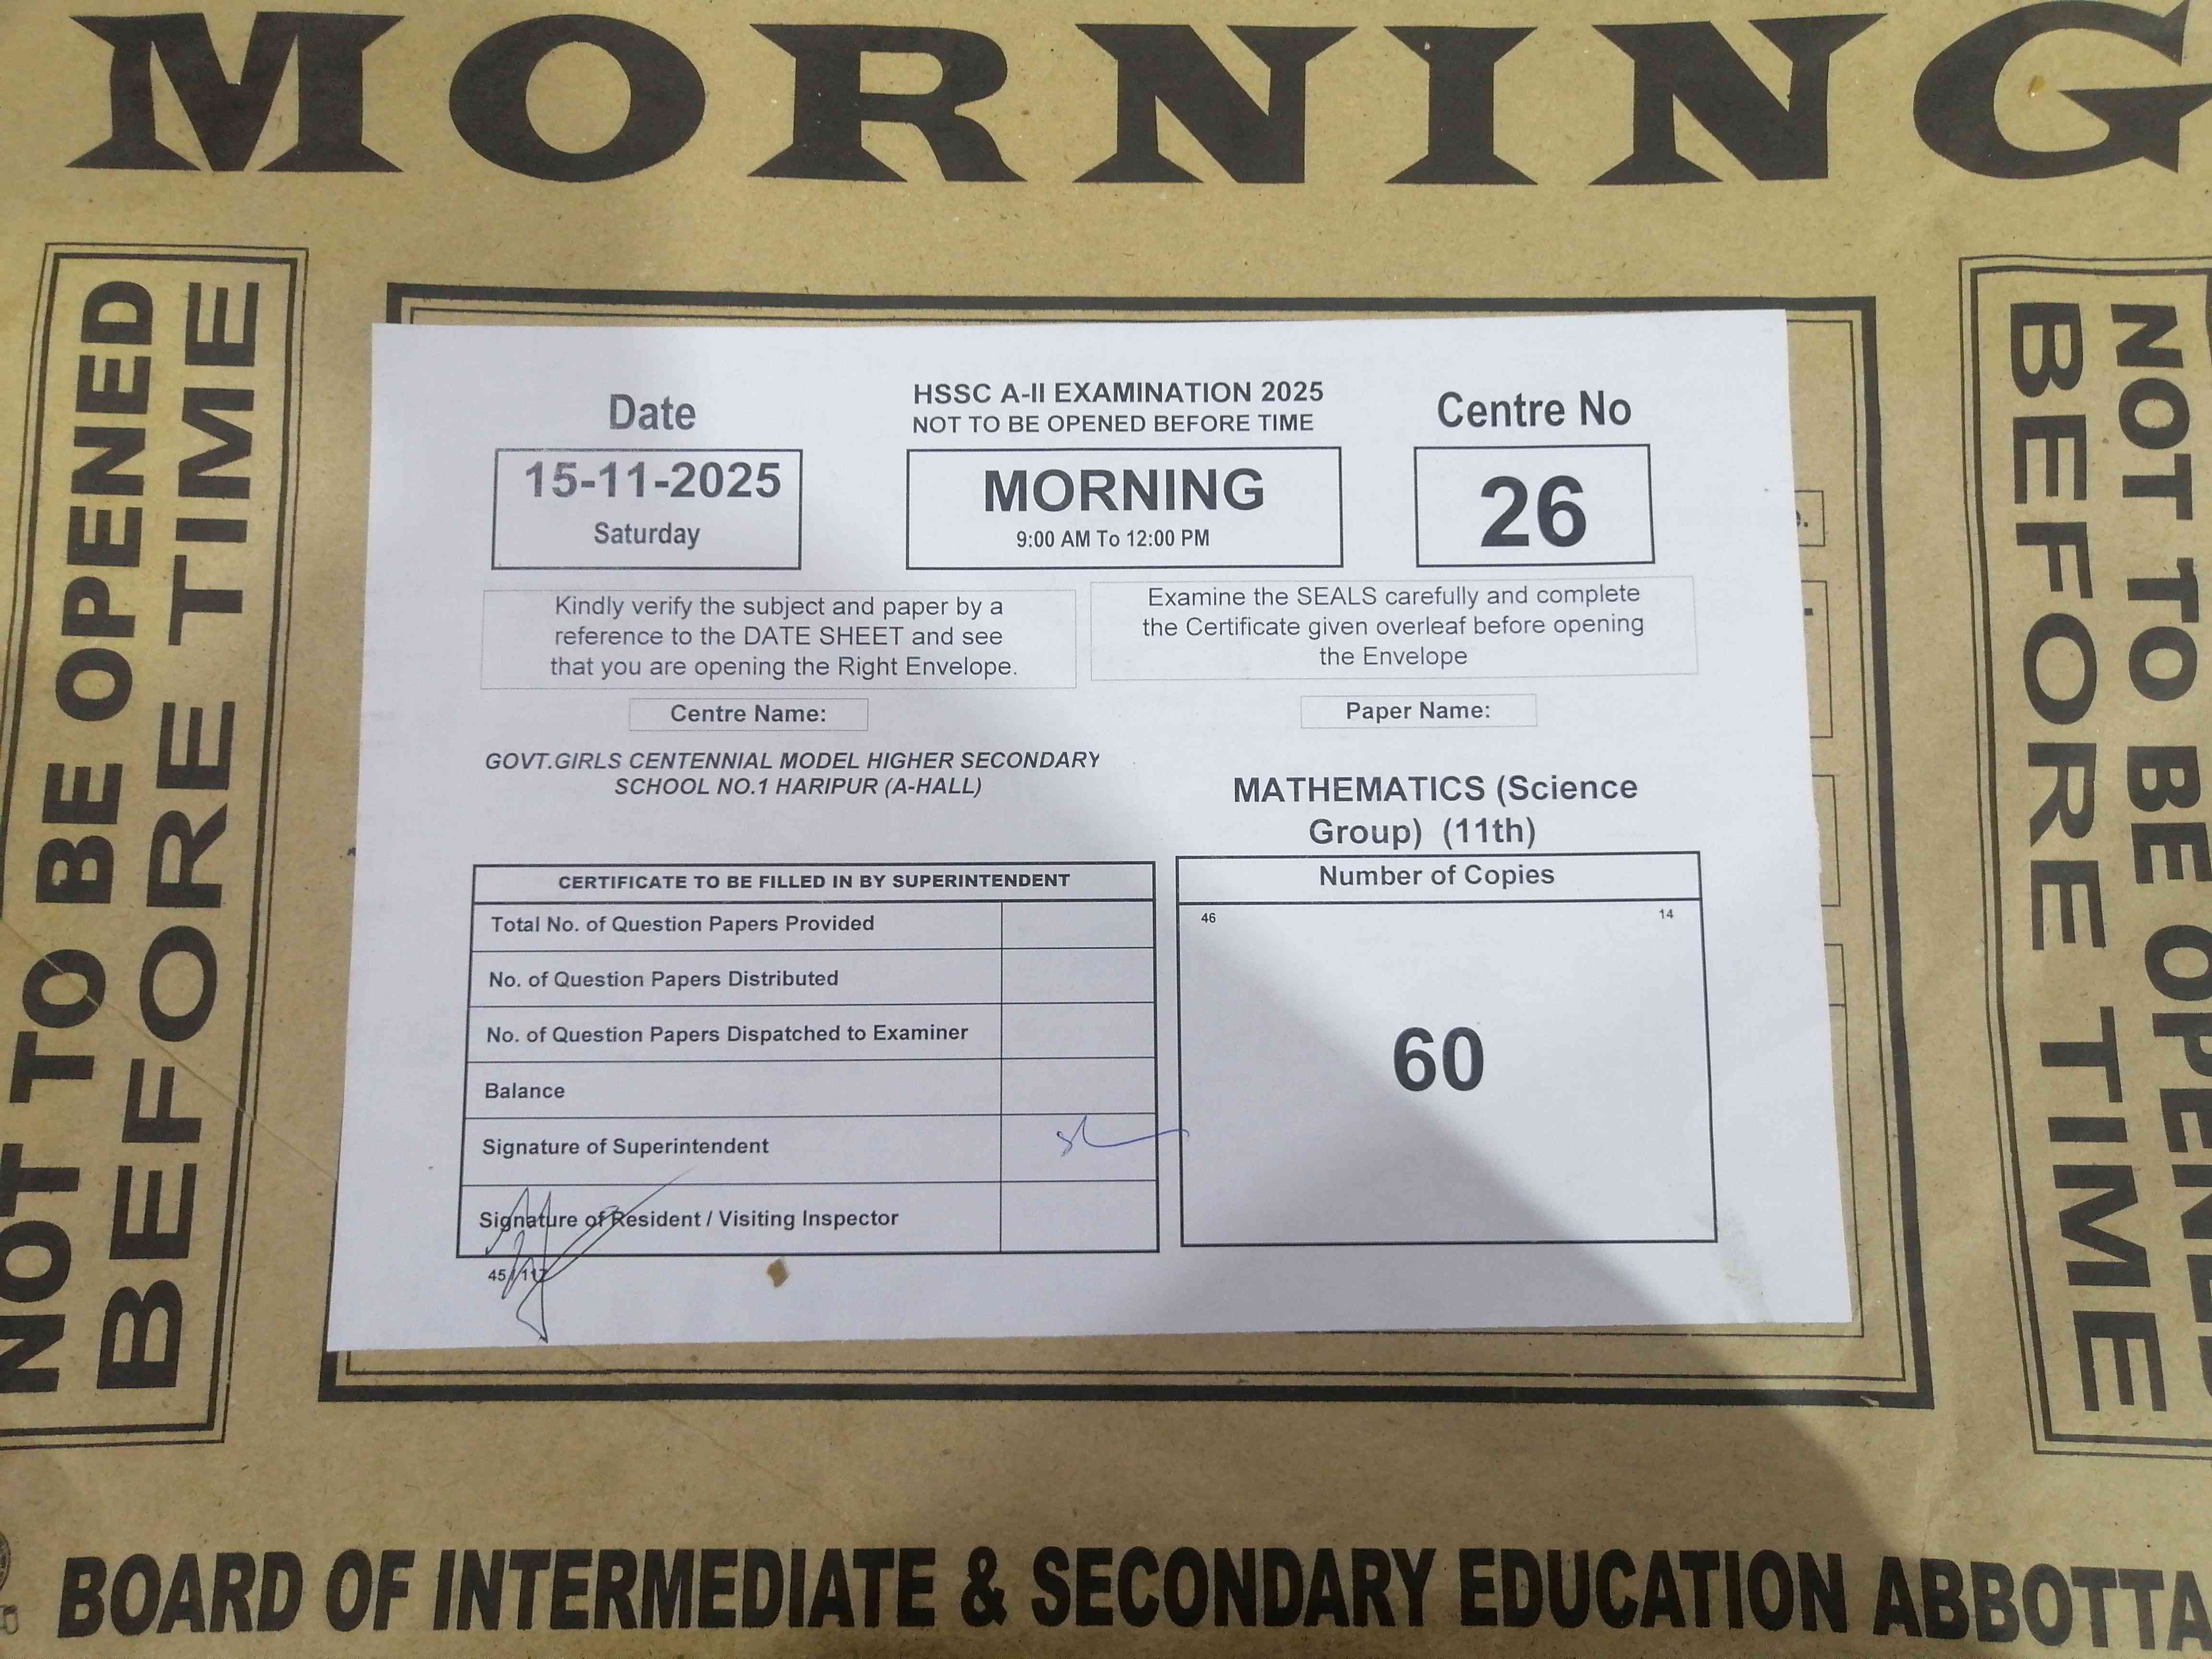 MORNING
NOT TO BE OPENED
BEFORE TIME
NOT TO BE OPENED
BEFORE TIME
Date
15-11-2025
Saturday
HSSC A-II EXAMINATION 2025
NOT TO BE OPENED BEFORE TIME
MORNING
9:00 AM To 12:00 PM
Centre No
26
Kindly verify the subject and paper by a
reference to the DATE SHEET and see
that you are opening the Right Envelope.
Examine the SEALS carefully and complete
the Certificate given overleaf before opening
the Envelope
Centre Name:
GOVT.GIRLS CENTENNIAL MODEL HIGHER SECONDARY
SCHOOL NO.1 HARIPUR (A-HALL)
Paper Name:
MATHEMATICS (Science
Group) (11th)
CERTIFICATE TO BE FILLED IN BY SUPERINTENDENT
Total No. of Question Papers Provided
No. of Question Papers Distributed
No. of Question Papers Dispatched to Examiner
Balance
Signature of Superintendent
Signature of Resident / Visiting Inspector
45/117
Number of Copies
46 14
60
BOARD OF INTERMEDIATE & SECONDARY EDUCATION ABBOTTA